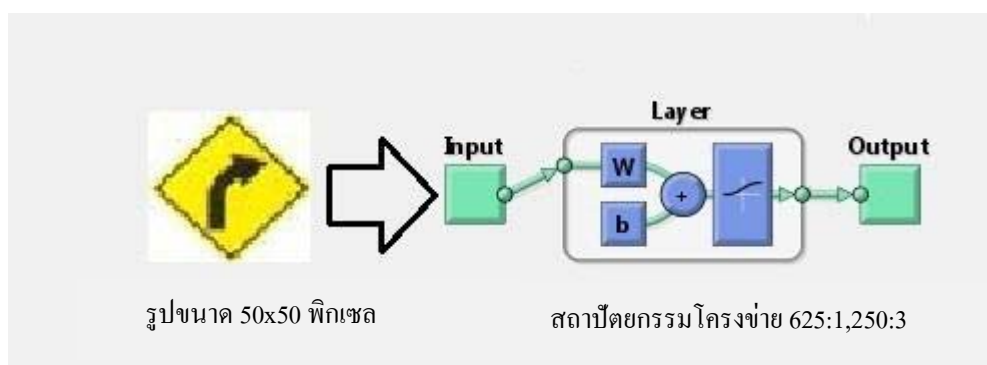 Layer
Input
Output
W
+
b
รูปขนาด 50x50 พิกเซล
สถาปัตยกรรมโครงข่าย 625:1,250:3